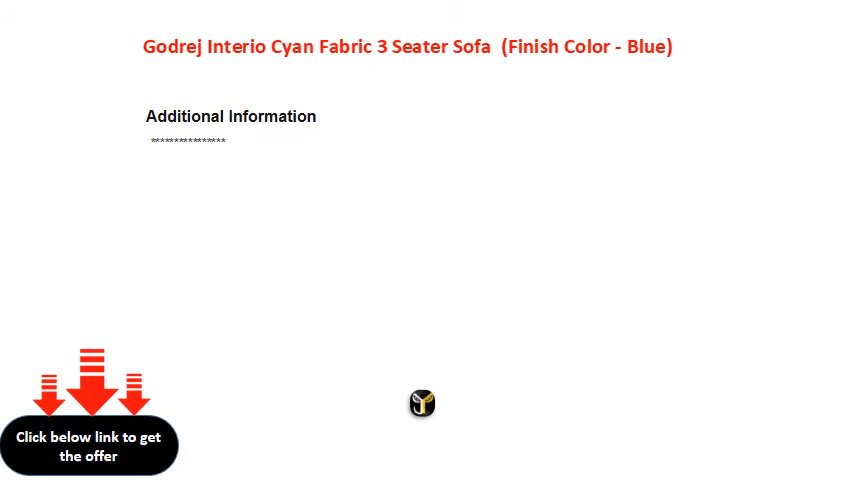 Godrej Interio Cyan Fabric 3 Seater Sofa  (Finish Color - Blue)
Additional Information
****************
Click below link to get
the offer